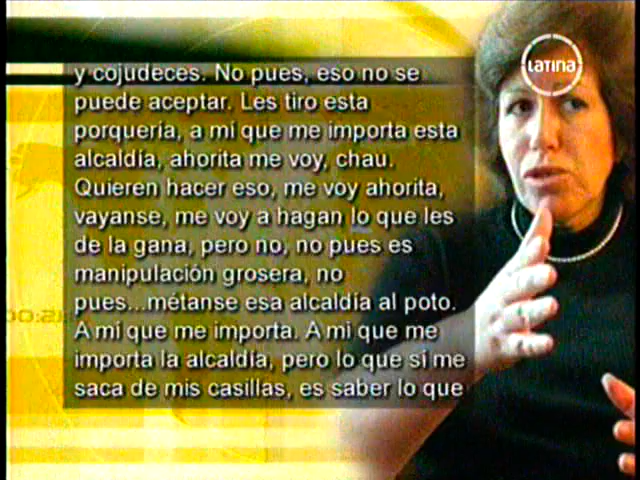 LATINA
y cojudeces. No pues, eso no se
puede aceptar. Les tiro esta
porquería, a mí que me importa esta
alcaldía, ahorita me voy, chau.
Quieren hacer eso, me voy ahorita,
vayanse, me voy a hagan lo que les
de la gana, pero no, no pues es
manipulación grosera, no
pues...métanse esa alcaldía al poto.
A mí que me importa. A mi que me
importa la alcaldía, pero lo que sí me
saca de mis casillas, es saber lo que